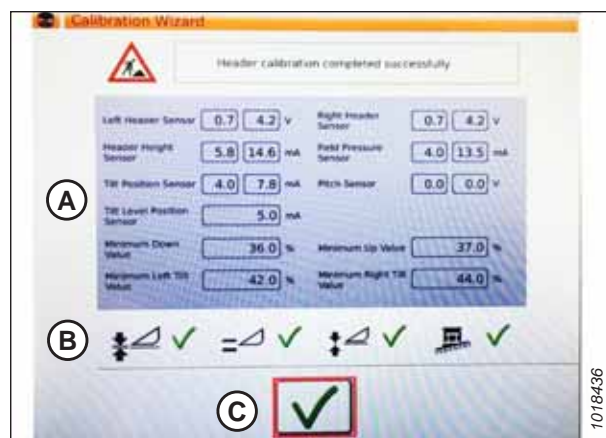 Calibration Wizard
Header calibration completed successfully
Left Header Sensor 0.7 4.2 V Right Header Sensor 0.7 4.2 V
Header Height Sensor 5.8 14.6 mA Field Pressure Sensor 4.0 13.5 mA
Tilt Position Sensor 4.0 7.8 mA Pitch Sensor 0.0 0.0 V
A
Tilt Level Position Sensor 5.0 mA
Minimum Down Value 36.0 % Minimum Up Value 37.0 %
Minimum Left Tilt Value 42.0 % Minimum Right Tilt Value 44.0 %
B
C
1018436